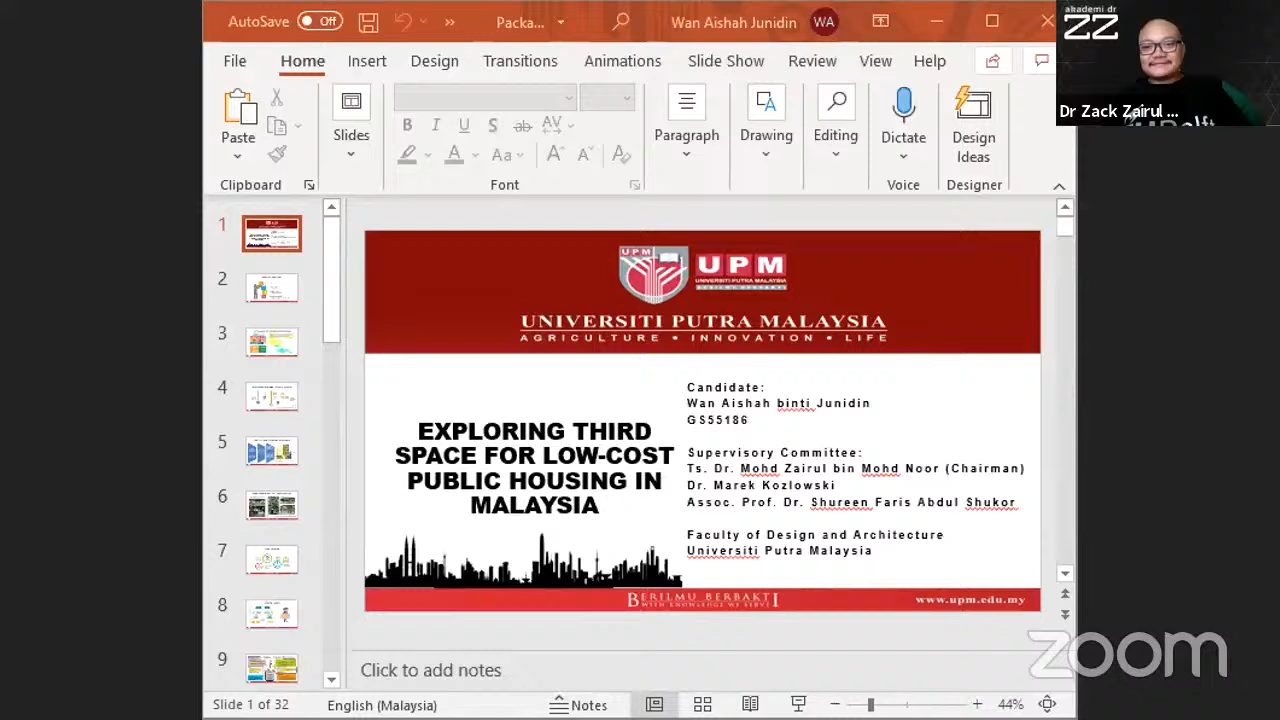 AutoSave Off Packa... Wan Aishah Junidin WA
File Home Insert Design Transitions Animations Slide Show Review View Help
Paste
Slides
B I U S ab AV
A Aa A A A
Paragraph
Drawing
Editing
Dictate
Design
Ideas
Clipboard Font Voice Designer
akademi dr
ZZ
Dr Zack Zairul ...
1
2
3
4
5
6
7
8
9
UPM
UPM
UNIVERSITI PUTRA MALAYSIA
BERILMU BERBAKTI
UNIVERSITI PUTRA MALAYSIA
AGRICULTURE • INNOVATION • LIFE
EXPLORING THIRD
SPACE FOR LOW-COST
PUBLIC HOUSING IN
MALAYSIA
Candidate:
Wan Aishah binti Junidin
GS55186
Supervisory Committee:
Ts. Dr. Mohd Zairul bin Mohd Noor (Chairman)
Dr. Marek Kozlowski
Assoc. Prof. Dr. Shureen Faris Abdul Shukor
Faculty of Design and Architecture
Universiti Putra Malaysia
BERILMU BERBAKTI
WITH KNOWLEDGE WE SERVE
www.upm.edu.my
Click to add notes
zoom
Slide 1 of 32 English (Malaysia) Notes 44%